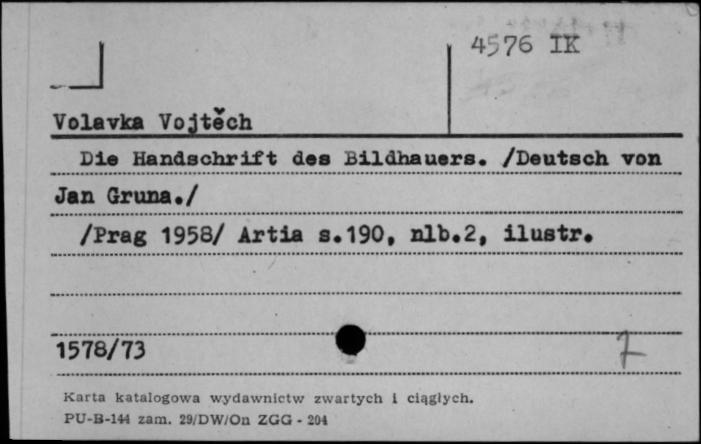 4576 IK
Volavka Vojtěch
Die Handschrift des Bildhauers. /Deutsch von
Jan Gruna./
/Prag 1958/ Artia s.190, nlb.2, ilustr.
1578/73
7
Karta katalogowa wydawnictw zwartych i ciągłych.
PU-B-144 zam. 29/DW/On ZGG - 204